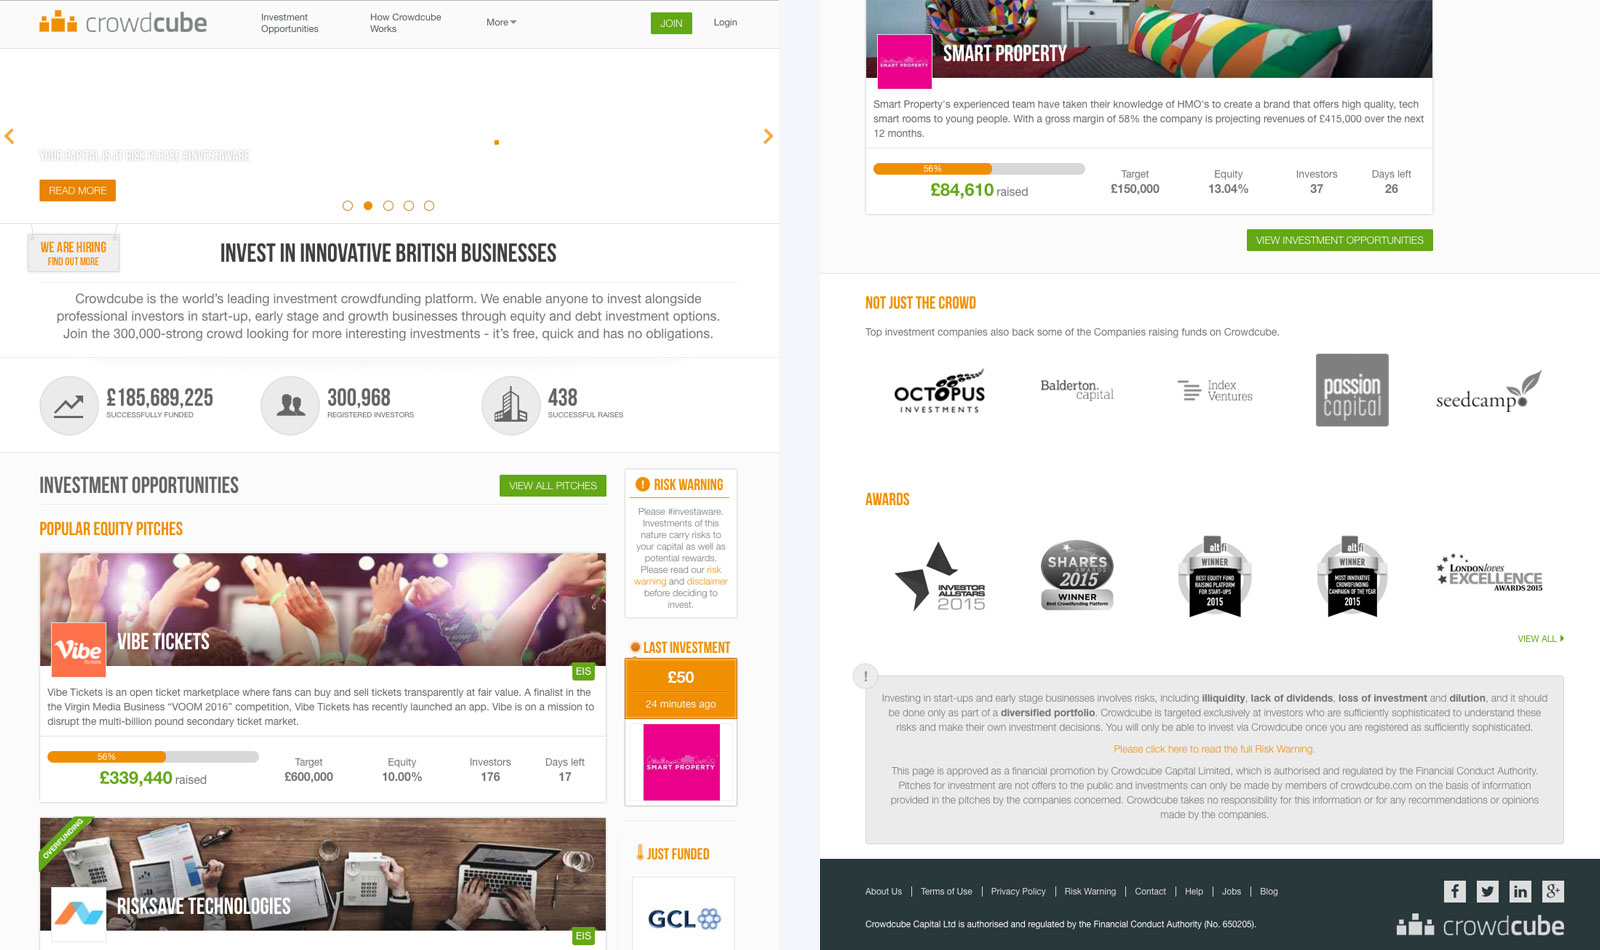 crowdcube
Investment
Opportunities
How Crowdcube
Works
More
JOIN
Login
YOUR CAPITAL IS AT RISK PLEASE #INVESTAWARE
READ MORE
WE ARE HIRING
FIND OUT MORE
INVEST IN INNOVATIVE BRITISH BUSINESSES
Crowdcube is the world's leading investment crowdfunding platform. We enable anyone to invest alongside
professional investors in start-up, early stage and growth businesses through equity and debt investment options.
Join the 300,000-strong crowd looking for more interesting investments - it's free, quick and has no obligations.
£185,689,225
SUCCESSFULLY FUNDED
300,968
REGISTERED INVESTORS
438
SUCCESSFUL RAISES
INVESTMENT OPPORTUNITIES
VIEW ALL PITCHES
POPULAR EQUITY PITCHES
Vibe
Tickets
VIBE TICKETS
EIS
Vibe Tickets is an open ticket marketplace where fans can buy and sell tickets transparently at fair value. A finalist in the
the Virgin Media Business “VOOM 2016” competition, Vibe Tickets has recently launched an app. Vibe is on a mission to
disrupt the multi-billion pound secondary ticket market.
56%
£339,440 raised
Target
£600,000
Equity
10.00%
Investors
176
Days left
17
OVERFUNDING
RISKSAVE TECHNOLOGIES
EIS
! RISK WARNING
Please #investaware.
Investments of this
nature carry risks to
your capital as well as
potential rewards.
Please read our risk
warning and disclaimer
before deciding to
invest.
LAST INVESTMENT
£50
24 minutes ago
SMART PROPERTY
JUST FUNDED
GCL
SMART PROPERTY
SMART PROPERTY
Smart Property's experienced team have taken their knowledge of HMO's to create a brand that offers high quality, tech
smart rooms to young people. With a gross margin of 58% the company is projecting revenues of £415,000 over the next
12 months.
56%
£84,610 raised
Target
£150,000
Equity
13.04%
Investors
37
Days left
26
VIEW INVESTMENT OPPORTUNITIES
NOT JUST THE CROWD
Top investment companies also back some of the Companies raising funds on Crowdcube.
OCTOPUS
INVESTMENTS
Balderton.
capital
Index
Ventures
passion
capital
seedcamp
AWARDS
INVESTOR
ALLSTARS
2015
SHARES
AWARDS
2015
WINNER
Best Crowdfunding Platform
altfi
WINNER
BEST EQUITY FUND
RAISING PLATFORM
FOR START-UPS
2015
altfi
WINNER
MOST INNOVATIVE
CROWDFUNDING
CAMPAIGN OF THE YEAR
2015
LONDON loves
EXCELLENCE
AWARDS 2015
VIEW ALL
!
Investing in start-ups and early stage businesses involves risks, including illiquidity, lack of dividends, loss of investment and dilution, and it should
be done only as part of a diversified portfolio. Crowdcube is targeted exclusively at investors who are sufficiently sophisticated to understand these
risks and make their own investment decisions. You will only be able to invest via Crowdcube once you are registered as sufficiently sophisticated.
Please click here to read the full Risk Warning.
This page is approved as a financial promotion by Crowdcube Capital Limited, which is authorised and regulated by the Financial Conduct Authority.
Pitches for investment are not offers to the public and investments can only be made by members of crowdcube.com on the basis of information
provided in the pitches by the companies concerned. Crowdcube takes no responsibility for this information or for any recommendations or opinions
made by the companies.
About Us | Terms of Use | Privacy Policy | Risk Warning | Contact | Help | Jobs | Blog
Crowdcube Capital Ltd is authorised and regulated by the Financial Conduct Authority (No. 650205).
crowdcube